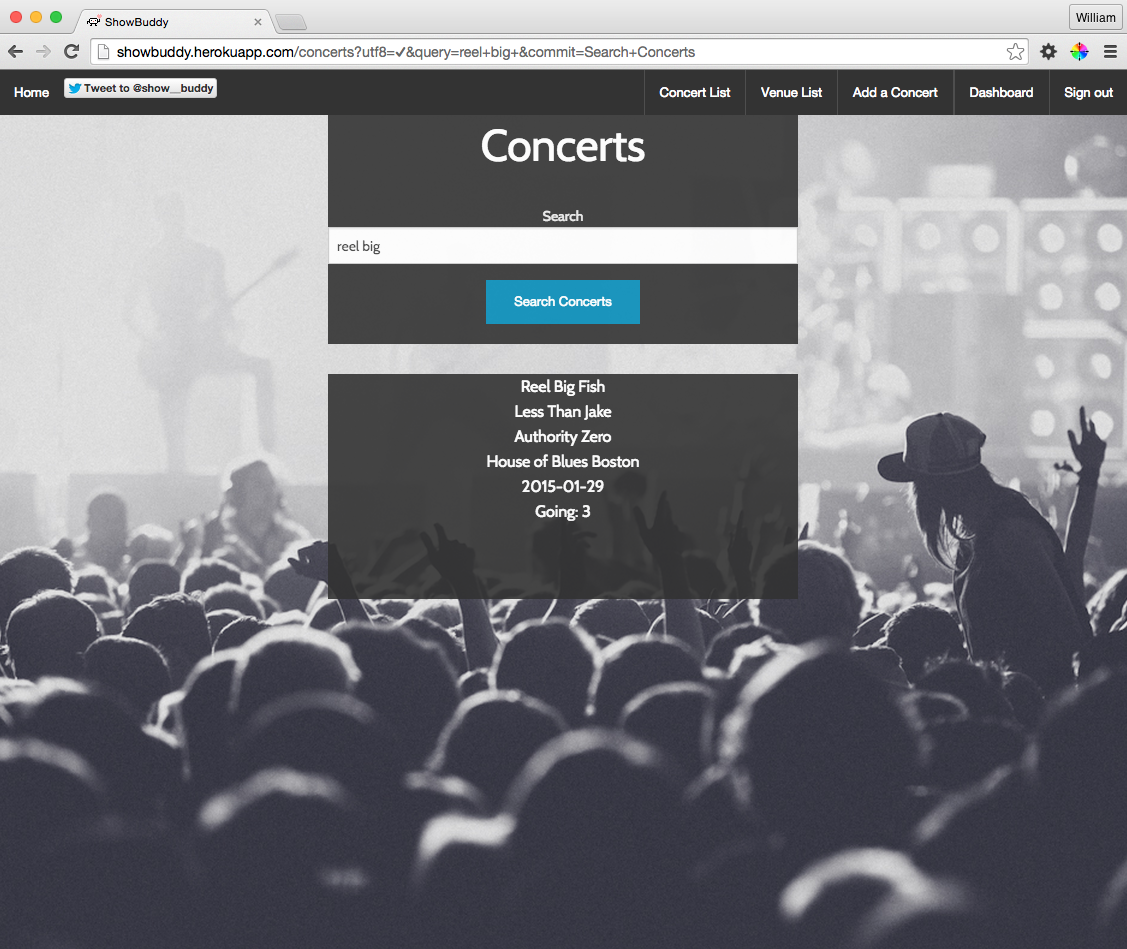 ShowBuddy
William
showbuddy.herokuapp.com/concerts?utf8=✓&query=reel+big+&commit=Search+Concerts
Home
Tweet to @show__buddy
Concert List
Venue List
Add a Concert
Dashboard
Sign out
Concerts
Search
reel big
Search Concerts
Reel Big Fish
Less Than Jake
Authority Zero
House of Blues Boston
2015-01-29
Going: 3